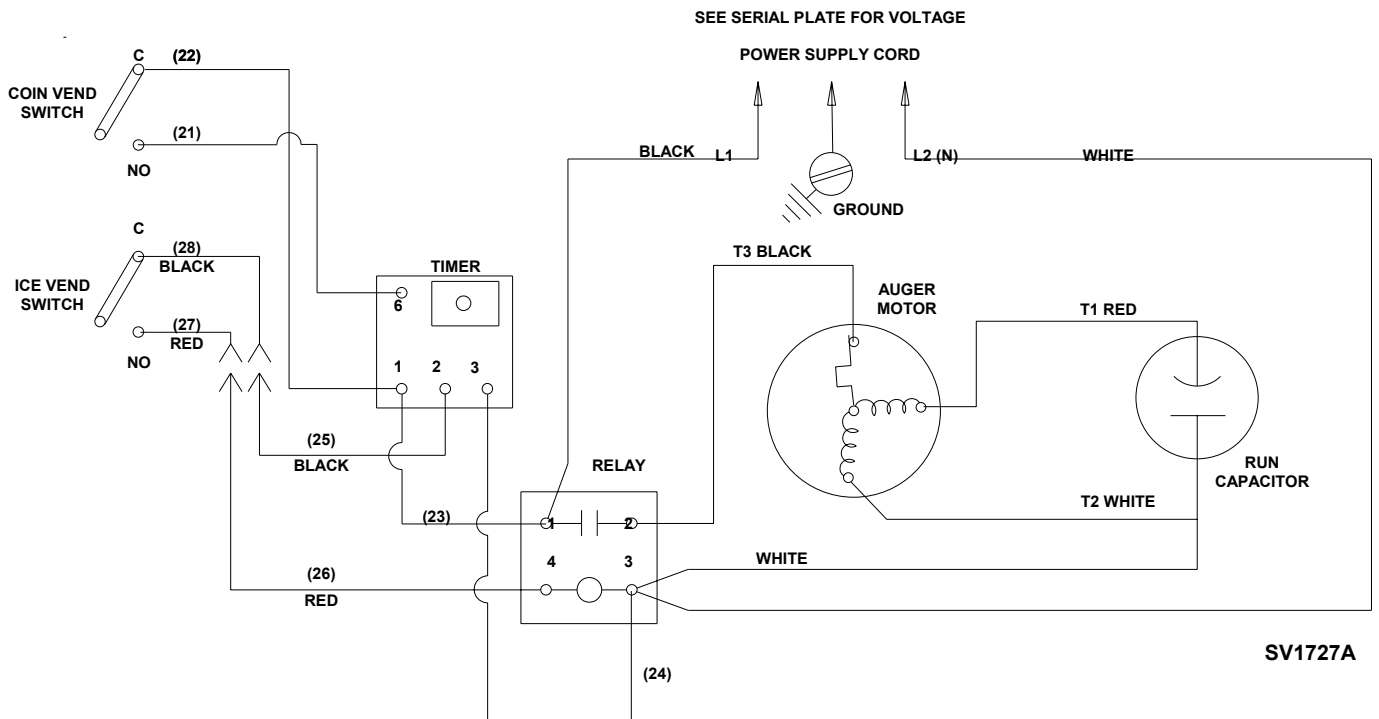 SEE SERIAL PLATE FOR VOLTAGE
POWER SUPPLY CORD
C
(22)
COIN VEND
SWITCH
(21)
NO
BLACK
L1
L2 (N)
WHITE
GROUND
C
(28)
BLACK
ICE VEND
SWITCH
(27)
RED
NO
TIMER
6
1
2
3
T3 BLACK
AUGER
MOTOR
T1 RED
(25)
BLACK
RELAY
RUN
CAPACITOR
T2 WHITE
(23)
1
2
4
3
WHITE
(26)
RED
(24)
SV1727A